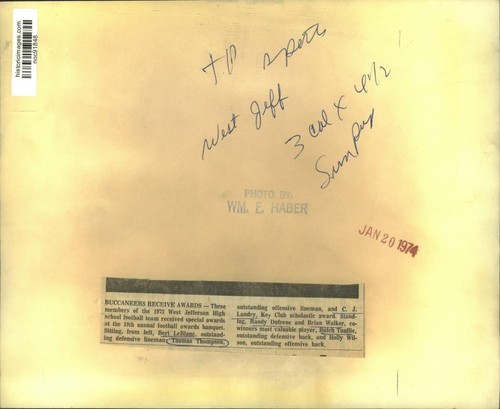 historicimages.com
noc91848
T.P sports
West Jeff
3 col x 4 1/2
Sun Pup
PHOTO BY
WM. E. HABER
JAN 20 1974
BUCCANEERS RECEIVE AWARDS — These
members of the 1973 West Jefferson High
school football team received special awards
at the 18th annual football awards banquet.
Sitting, from left, Bert LeBlanc, outstand-
ing defensive lineman; Thomas Thompson,
outstanding offensive lineman, and C. J.
Landry, Key Club scholastic award. Stand-
ing, Randy Dufrene and Brian Walker, co-
winners most valuable player, Butch Tauzie,
outstanding defensive back, and Holly Wil-
son, outstanding offensive back.